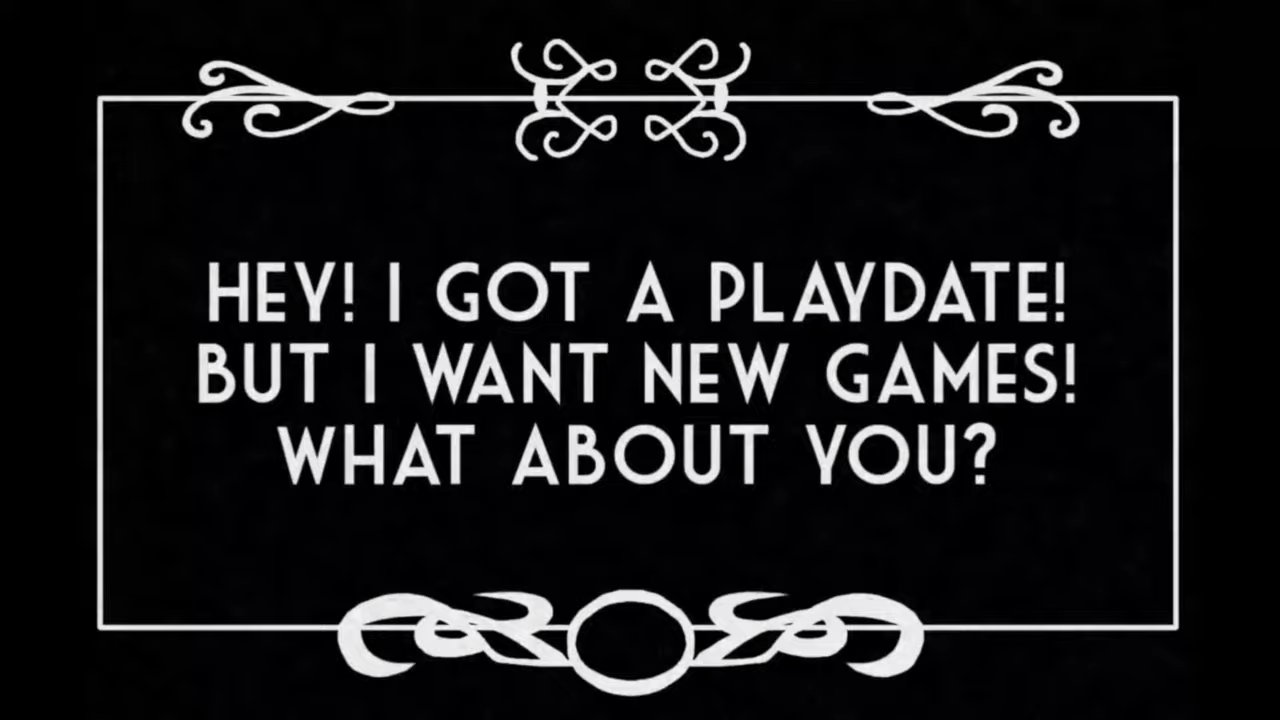 HEY! I GOT A PLAYDATE!
BUT I WANT NEW GAMES!
WHAT ABOUT YOU?